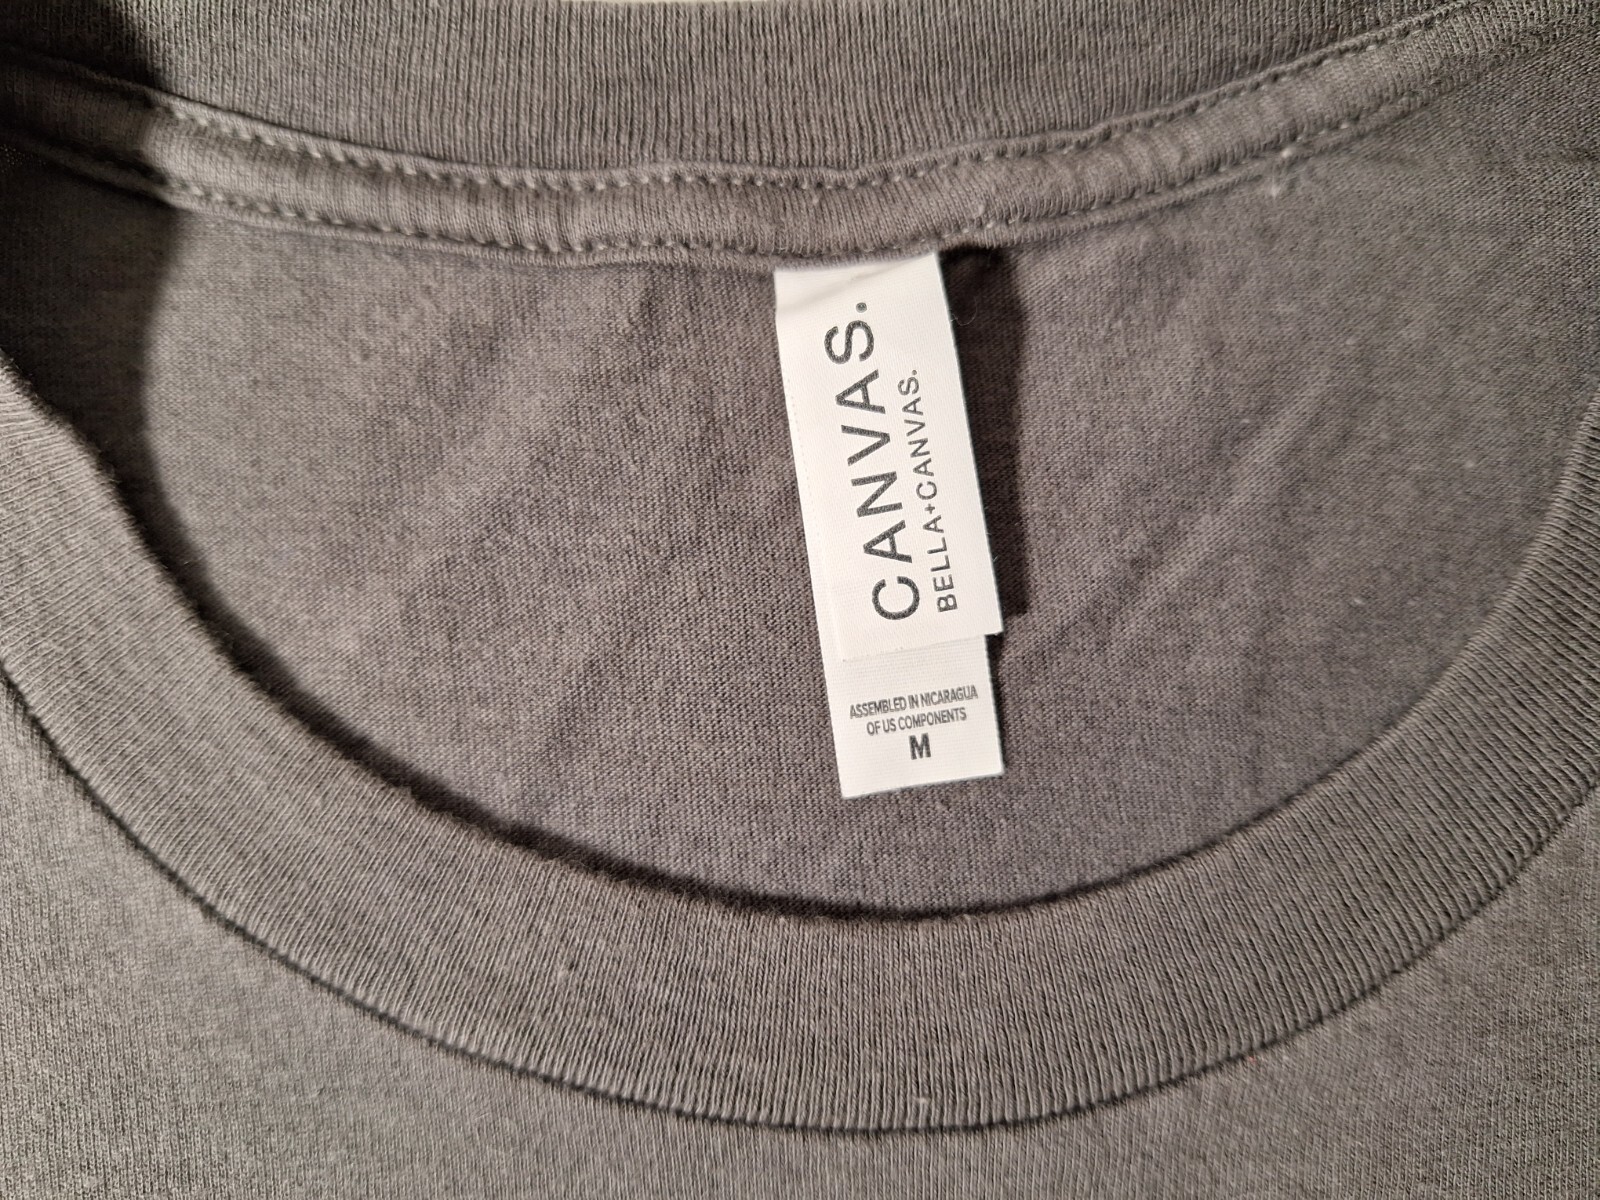 CANVAS.
BELLA+CANVAS.
ASSEMBLED IN NICARAGUA
OF US COMPONENTS
M